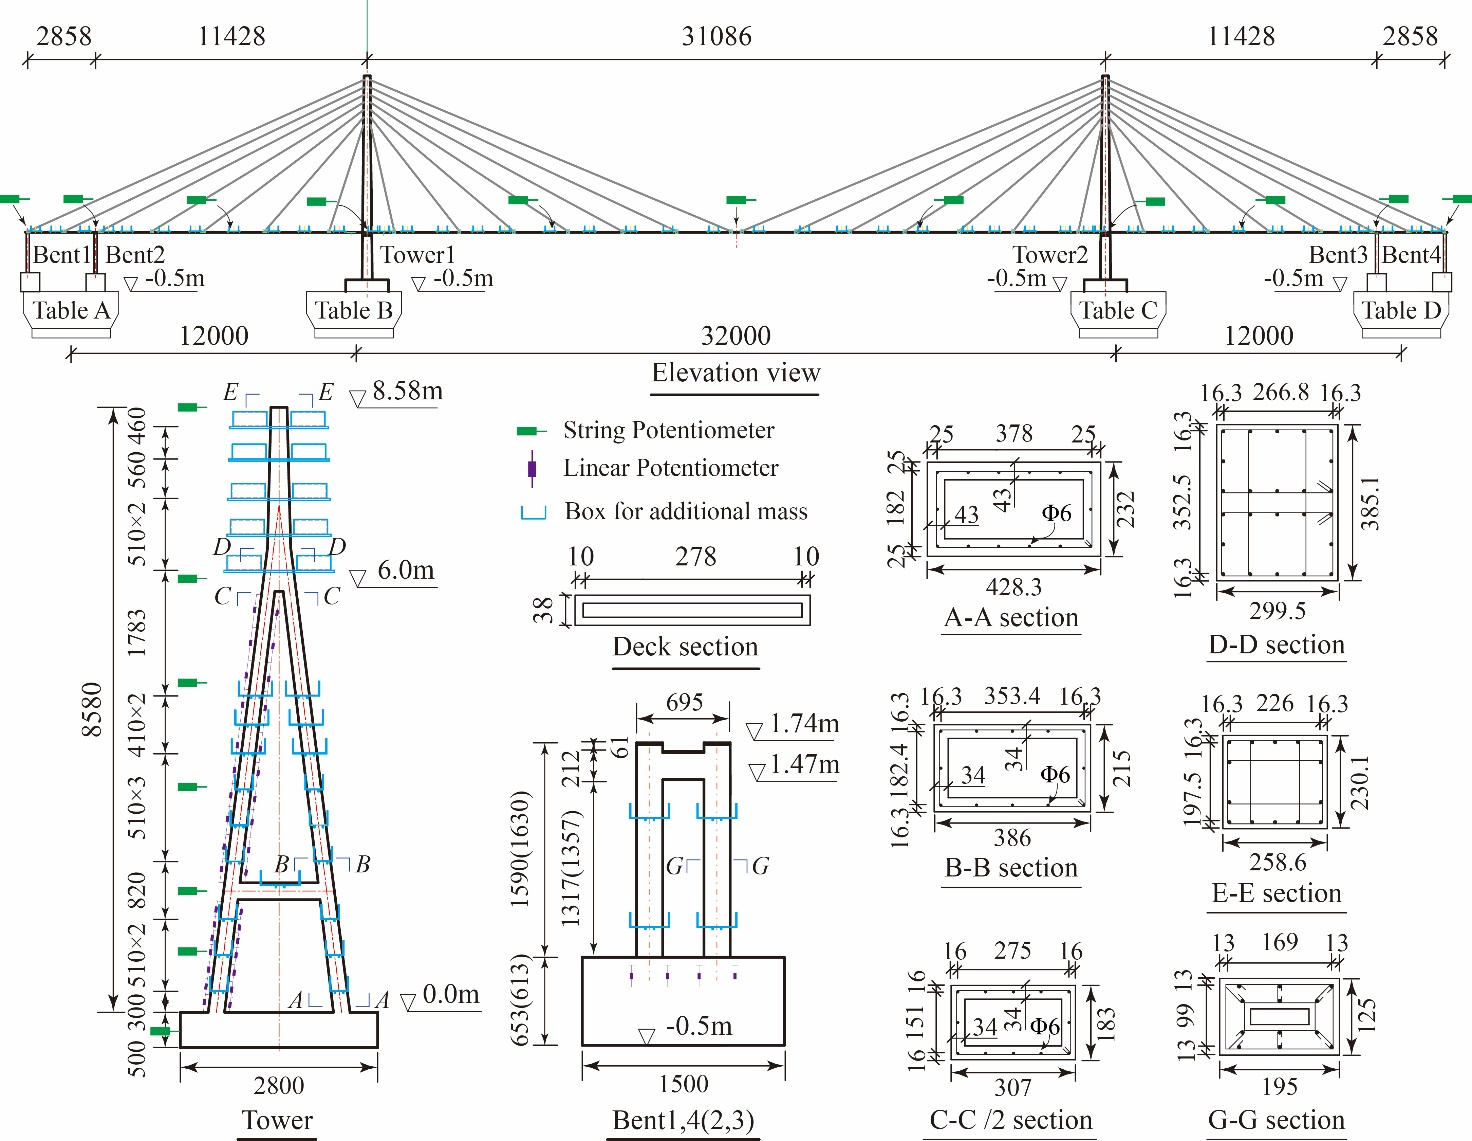 2858 11428 31086 11428 2858
Bent1 Bent2 Tower1 Tower2 Bent3 Bent4
-0.5m -0.5m -0.5m -0.5m
Table A Table B Table C Table D
12000 32000 12000
Elevation view
E E 8.58m
460
560
510×2
D D
6.0m
C C
1783
410×2
510×3
B B
820
510×2
A A 0.0m
300
500
8580
2800
Tower
String Potentiometer
Linear Potentiometer
Box for additional mass
10 278 10
38
Deck section
695
1.74m
61
212
1.47m
1590(1630)
1317(1357)
G G
653(613)
-0.5m
1500
Bent1,4(2,3)
25 378 25
25
182
25
43
43
Φ6
232
428.3
A-A section
16.3 353.4 16.3
16.3
182.4
16.3
34
34
Φ6
215
386
B-B section
16 275 16
16
151
16
34
34
Φ6
183
307
C-C /2 section
16.3 266.8 16.3
16.3
352.5
16.3
385.1
299.5
D-D section
16.3 226 16.3
16.3
197.5
230.1
258.6
E-E section
13 169 13
13
99
13
125
195
G-G section